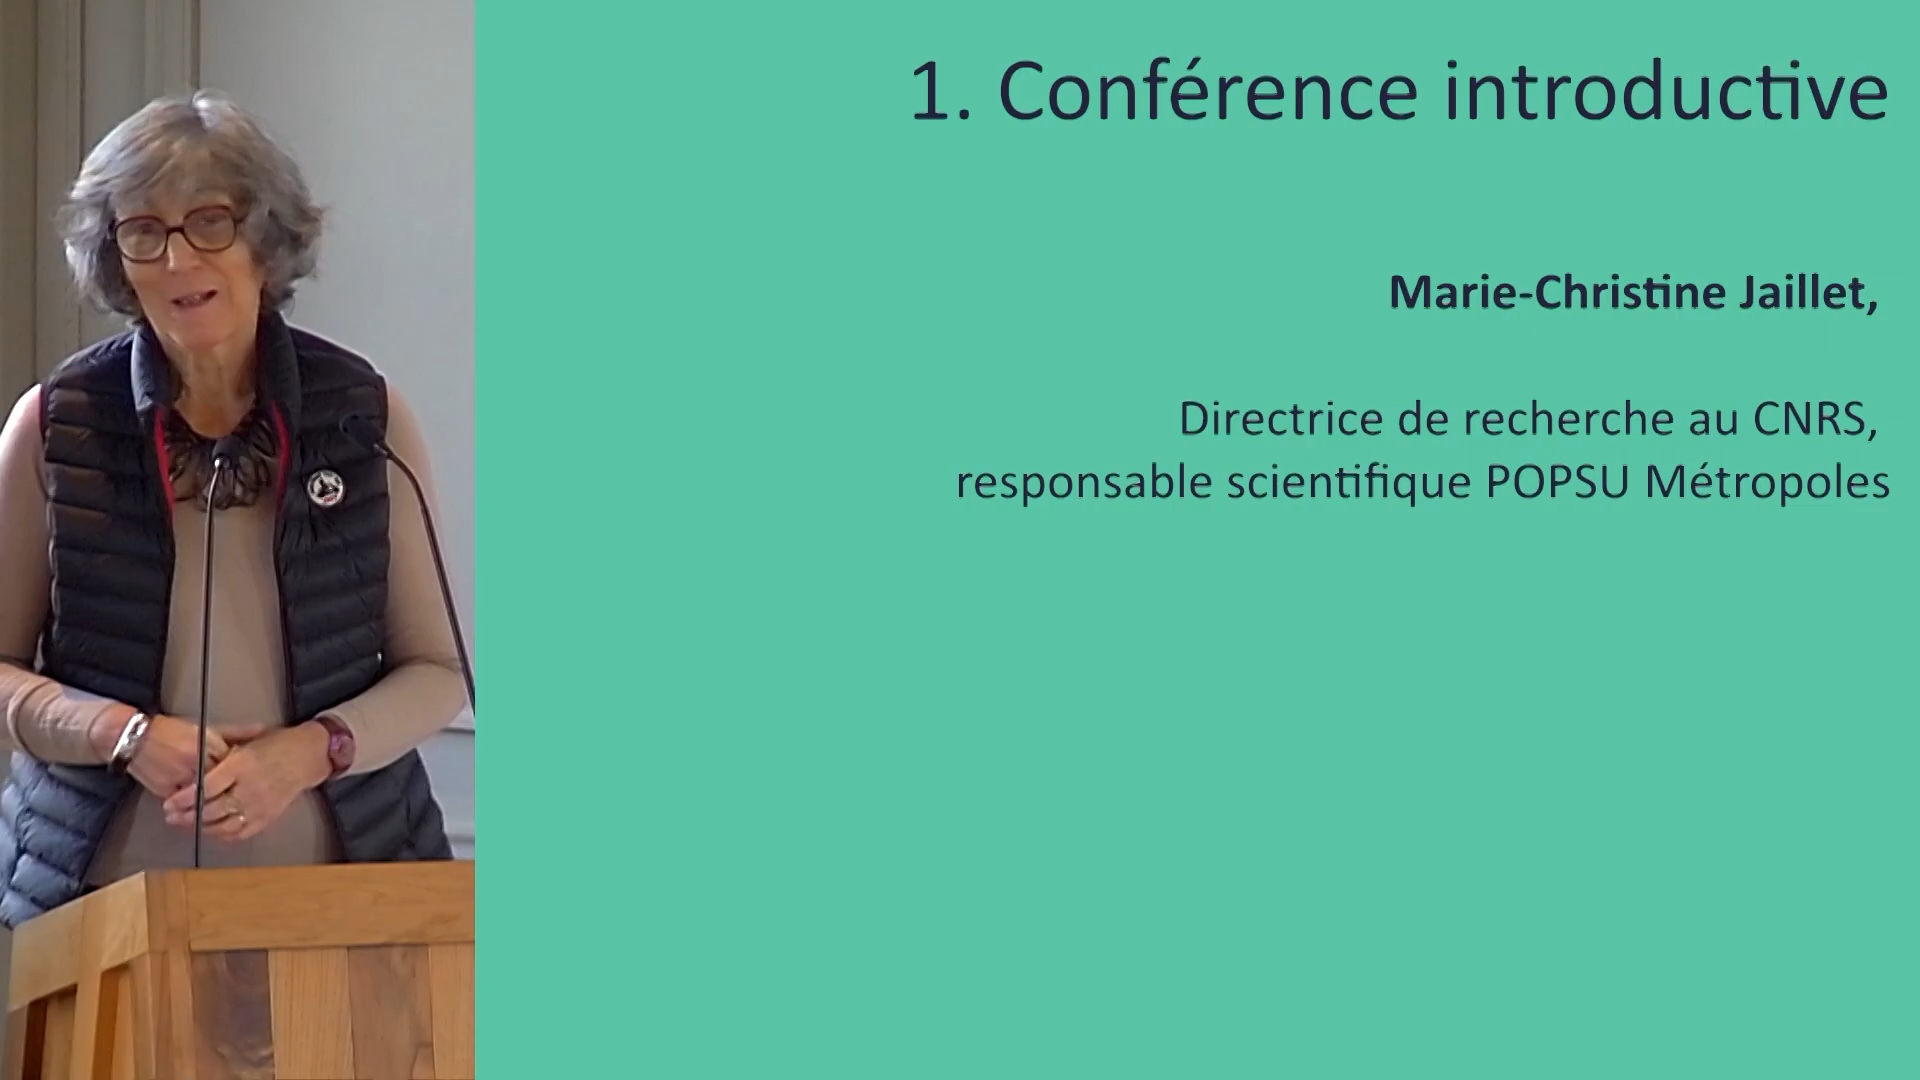 1. Conférence introductive
Marie-Christine Jaillet,
Directrice de recherche au CNRS,
responsable scientifique POPSU Métropoles